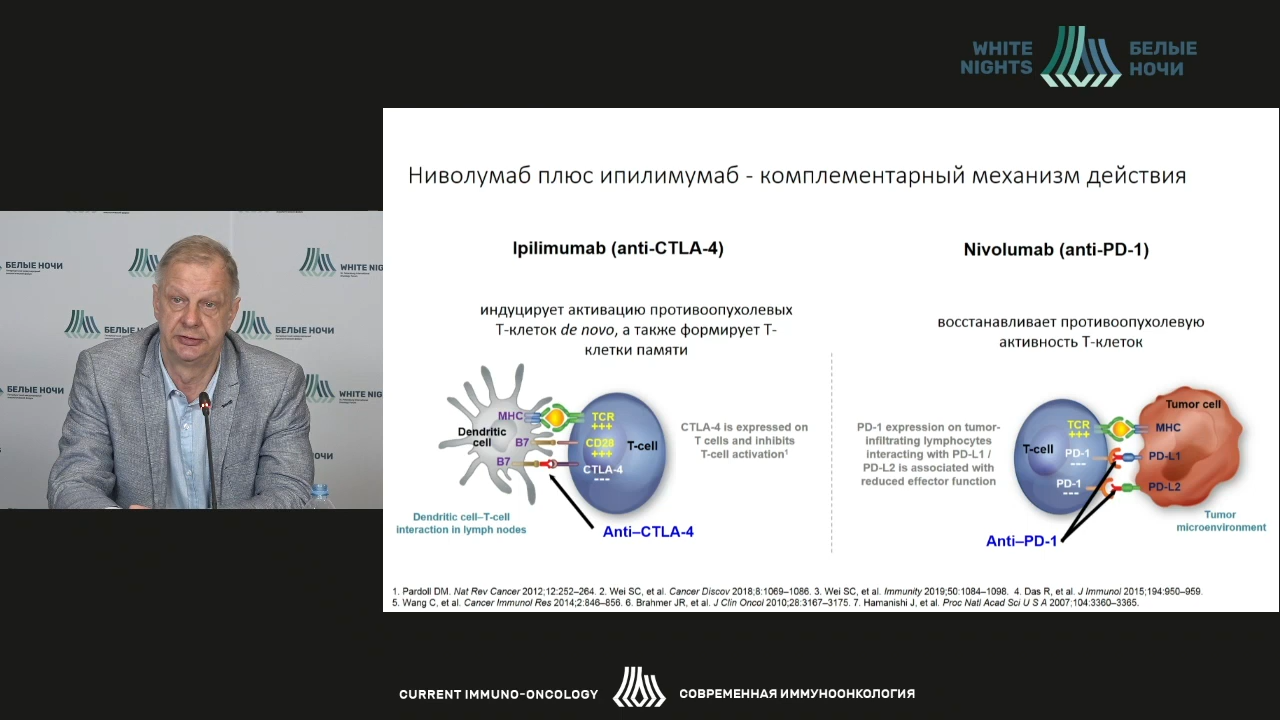 WHITE
NIGHTS
БЕЛЫЕ
НОЧИ
Ниволумаб плюс ипилимумаб - комплементарный механизм действия
Ipilimumab (anti-CTLA-4)
индуцирует активацию противоопухолевых
Т-клеток de novo, а также формирует Т-
клетки памяти
MHC
TCR
+++
Dendritic
cell
B7
CD28
+++
T-cell
B7
CTLA-4
---
CTLA-4 is expressed on
T cells and inhibits
T-cell activation¹
Dendritic cell–T-cell
interaction in lymph nodes
Anti–CTLA-4
Nivolumab (anti-PD-1)
восстанавливает противоопухолевую
активность Т-клеток
PD-1 expression on tumor-
infiltrating lymphocytes
interacting with PD-L1 /
PD-L2 is associated with
reduced effector function
Tumor cell
TCR
+++
MHC
T-cell
PD-1
---
PD-L1
PD-1
---
PD-L2
Anti–PD-1
Tumor
microenvironment
1. Pardoll DM. Nat Rev Cancer 2012;12:252–264. 2. Wei SC, et al. Cancer Discov 2018;8:1069–1086. 3. Wei SC, et al. Immunity 2019;50:1084–1098. 4. Das R, et al. J Immunol 2015;194:950–959.
5. Wang C, et al. Cancer Immunol Res 2014;2:846–856. 6. Brahmer JR, et al. J Clin Oncol 2010;28:3167–3175. 7. Hamanishi J, et al. Proc Natl Acad Sci U S A 2007;104:3360–3365.
БЕЛЫЕ НОЧИ
WHITE NIG
БЕЛЫЕ НО
БЕЛЫЕ НОЧИ
БЕЛЫЕ НОЧИ
WHITE NIG
CURRENT IMMUNO-ONCOLOGY
СОВРЕМЕННАЯ ИММУНООНКОЛОГИЯ